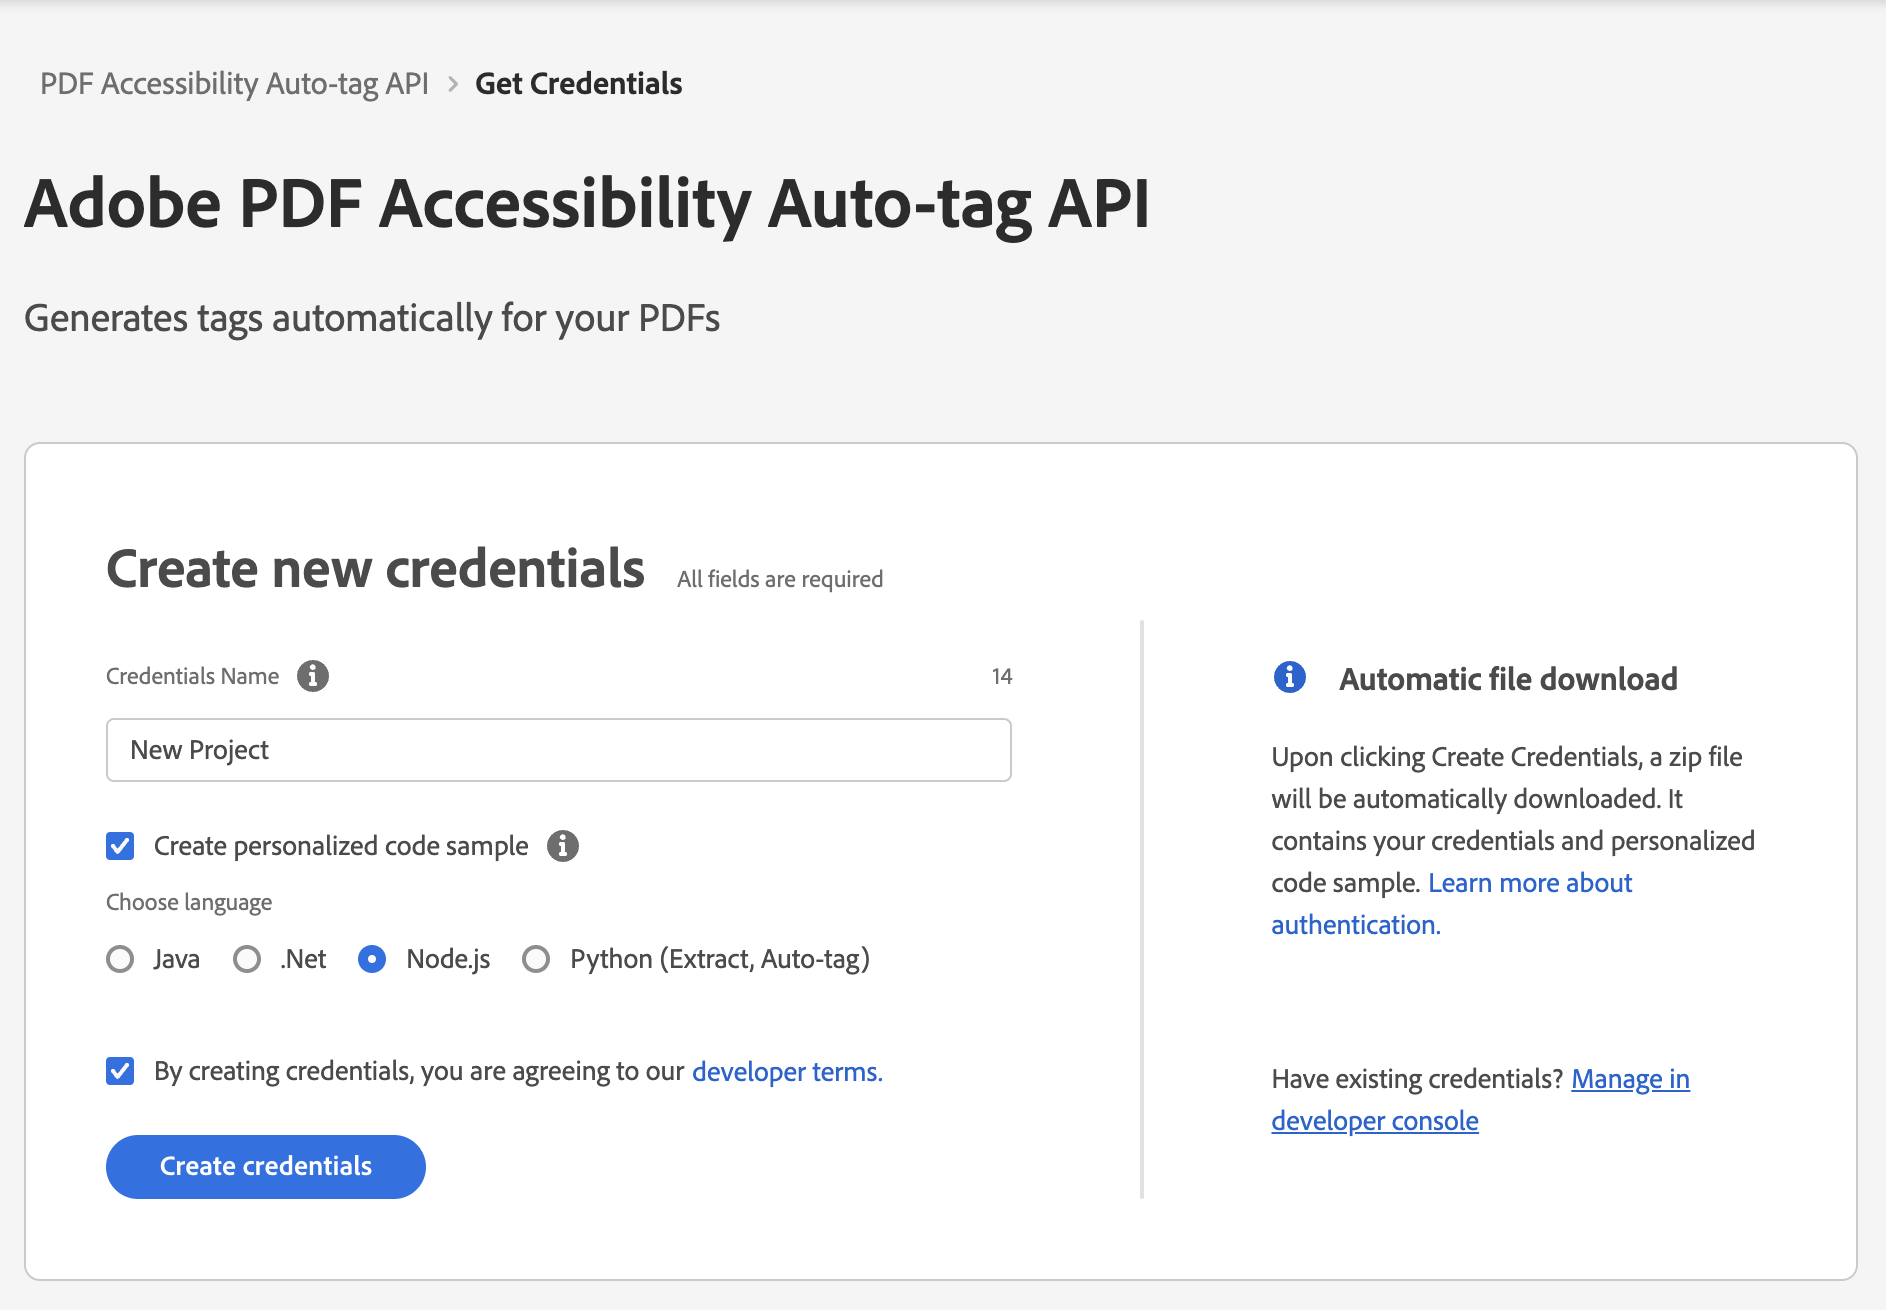 PDF Accessibility Auto-tag API > Get Credentials
Adobe PDF Accessibility Auto-tag API
Generates tags automatically for your PDFs
Create new credentials All fields are required
Credentials Name 14
New Project
Create personalized code sample
Choose language
Java .Net Node.js Python (Extract, Auto-tag)
By creating credentials, you are agreeing to our developer terms.
Create credentials
Automatic file download
Upon clicking Create Credentials, a zip file
will be automatically downloaded. It
contains your credentials and personalized
code sample. Learn more about
authentication.
Have existing credentials? Manage in
developer console